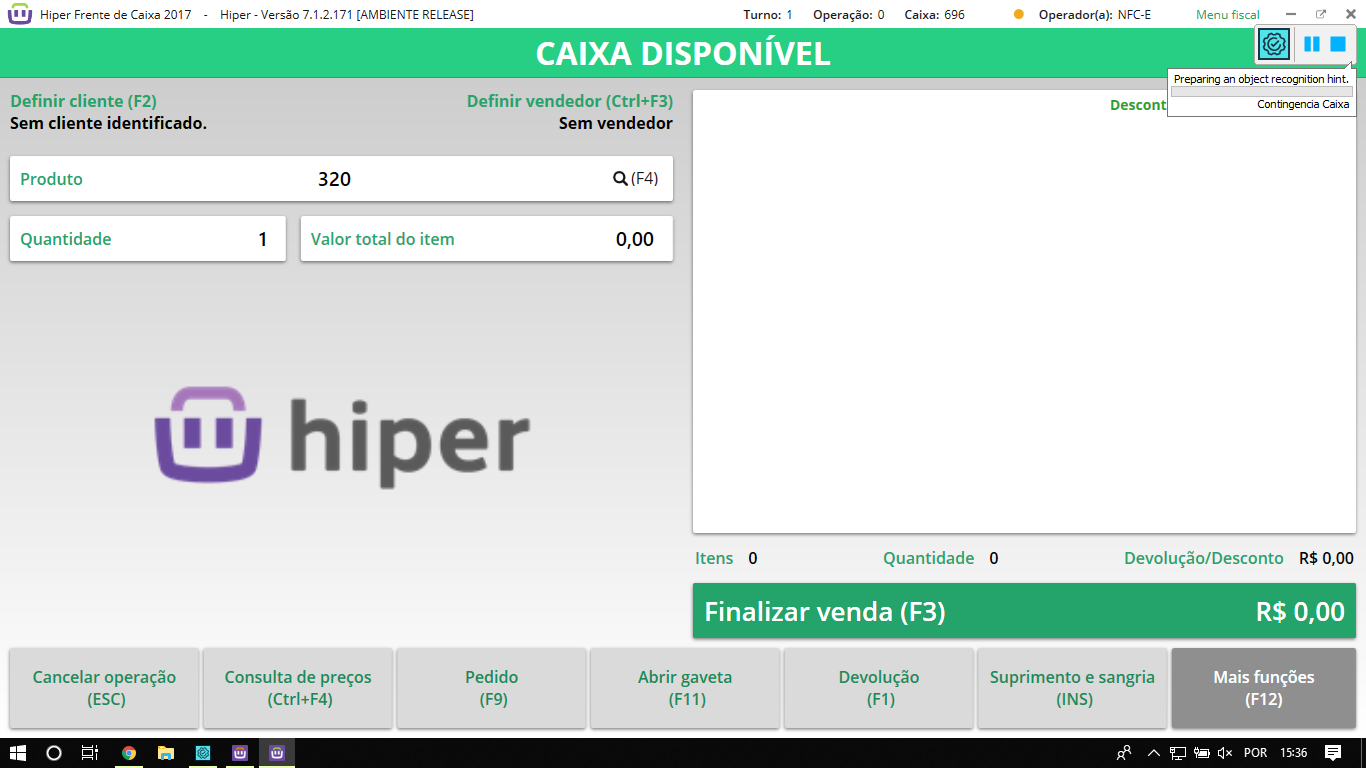 Hiper Frente de Caixa 2017 - Hiper - Versão 7.1.2.171 [AMBIENTE RELEASE] Turno: 1 Operação: 0 Caixa: 696 Operador(a): NFC-E Menu fiscal
CAIXA DISPONÍVEL
Preparing an object recognition hint.
Contingencia Caixa
Definir cliente (F2) Definir vendedor (Ctrl+F3)
Sem cliente identificado. Sem vendedor
Descont
Produto 320 (F4)
Quantidade 1 Valor total do item 0,00
hiper
Itens 0 Quantidade 0 Devolução/Desconto R$ 0,00
Finalizar venda (F3) R$ 0,00
Cancelar operação
(ESC)
Consulta de preços
(Ctrl+F4)
Pedido
(F9)
Abrir gaveta
(F11)
Devolução
(F1)
Suprimento e sangria
(INS)
Mais funções
(F12)
POR 15:36